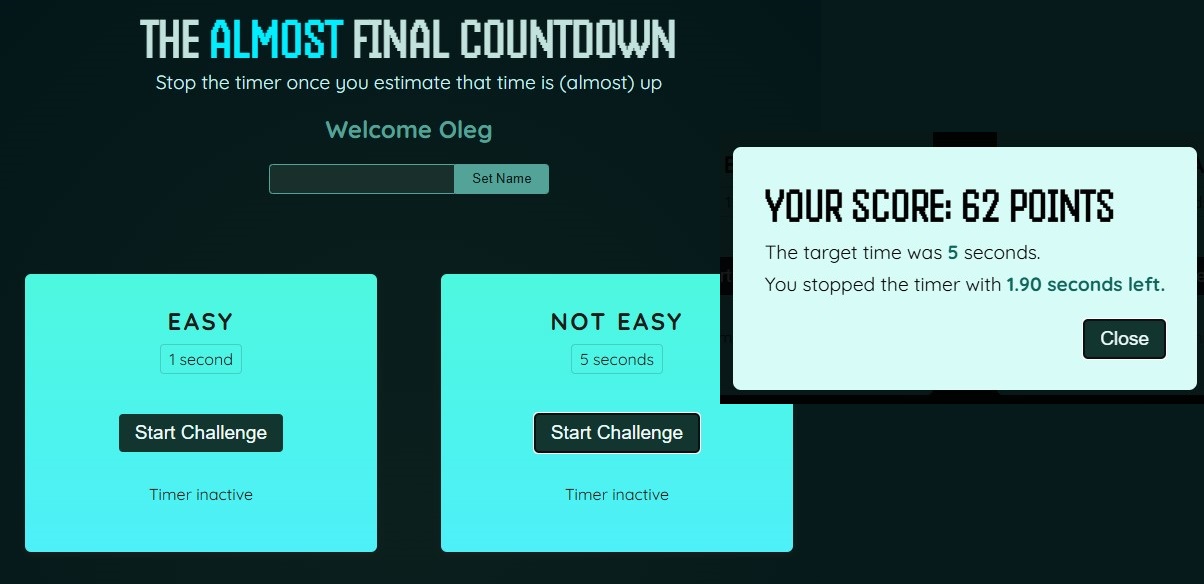 THE ALMOST FINAL COUNTDOWN
Stop the timer once you estimate that time is (almost) up
Welcome Oleg
Set Name
EASY
1 second
Start Challenge
Timer inactive
NOT EASY
5 seconds
Start Challenge
Timer inactive
YOUR SCORE: 62 POINTS
The target time was 5 seconds.
You stopped the timer with 1.90 seconds left.
Close